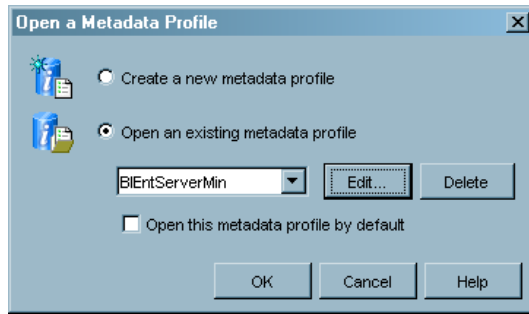 Open a Metadata Profile
Create a new metadata profile
Open an existing metadata profile
BIEntServerMin
Edit...
Delete
Open this metadata profile by default
OK
Cancel
Help